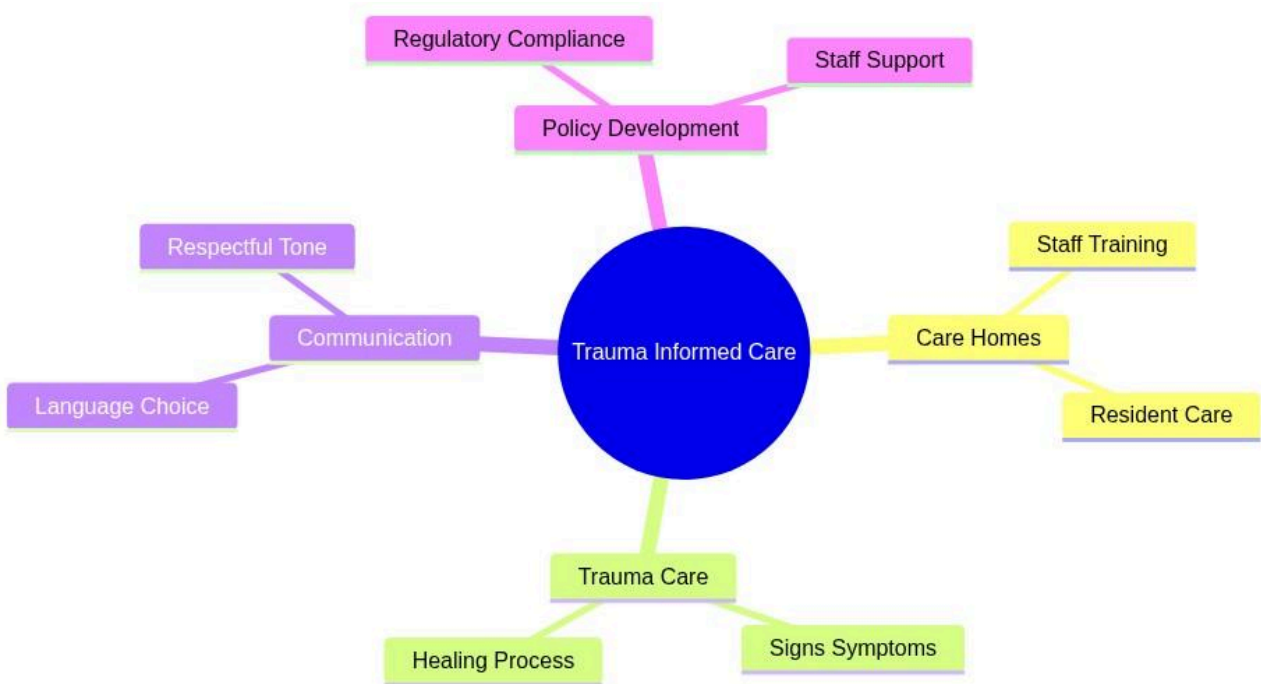 Regulatory Compliance
Staff Support
Policy Development
Respectful Tone
Staff Training
Communication
Trauma Informed Care
Care Homes
Language Choice
Resident Care
Trauma Care
Healing Process
Signs Symptoms